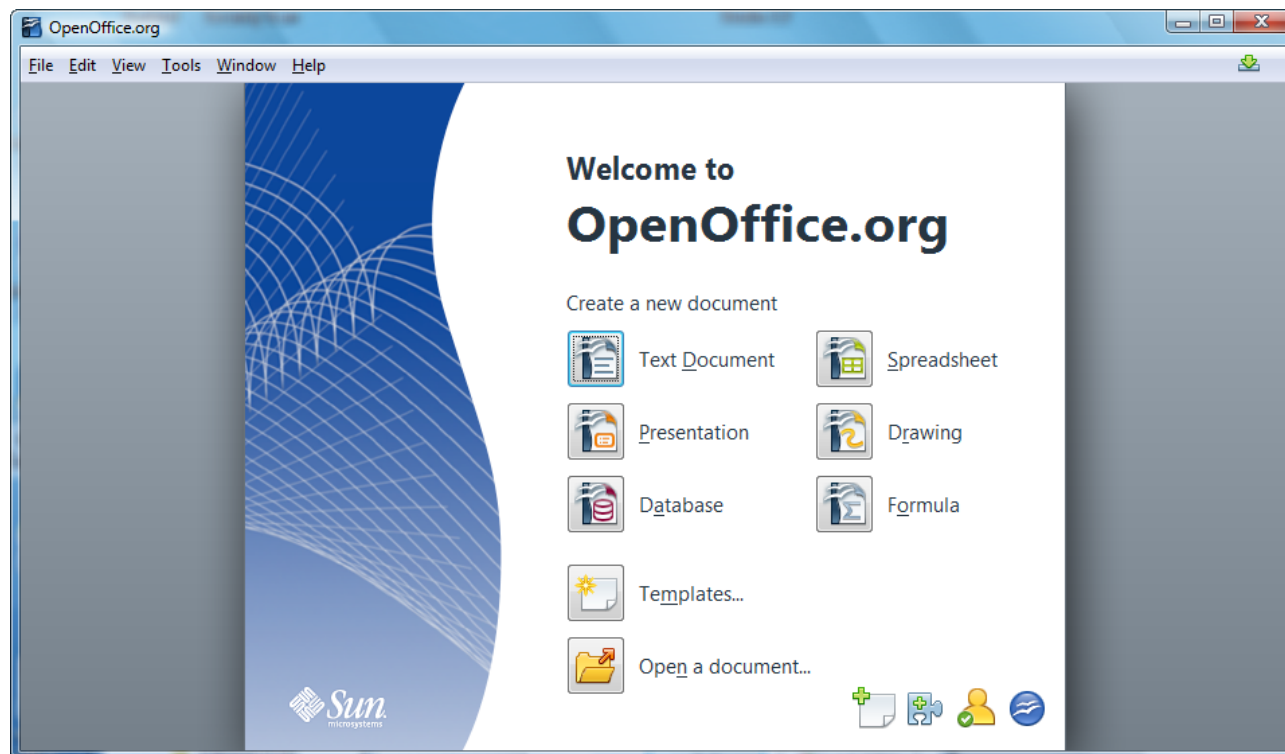 OpenOffice.org
File Edit View Tools Window Help
Welcome to
OpenOffice.org
Create a new document
Text Document
Spreadsheet
Presentation
Drawing
Database
Formula
Templates...
Open a document...
Sun
microsystems